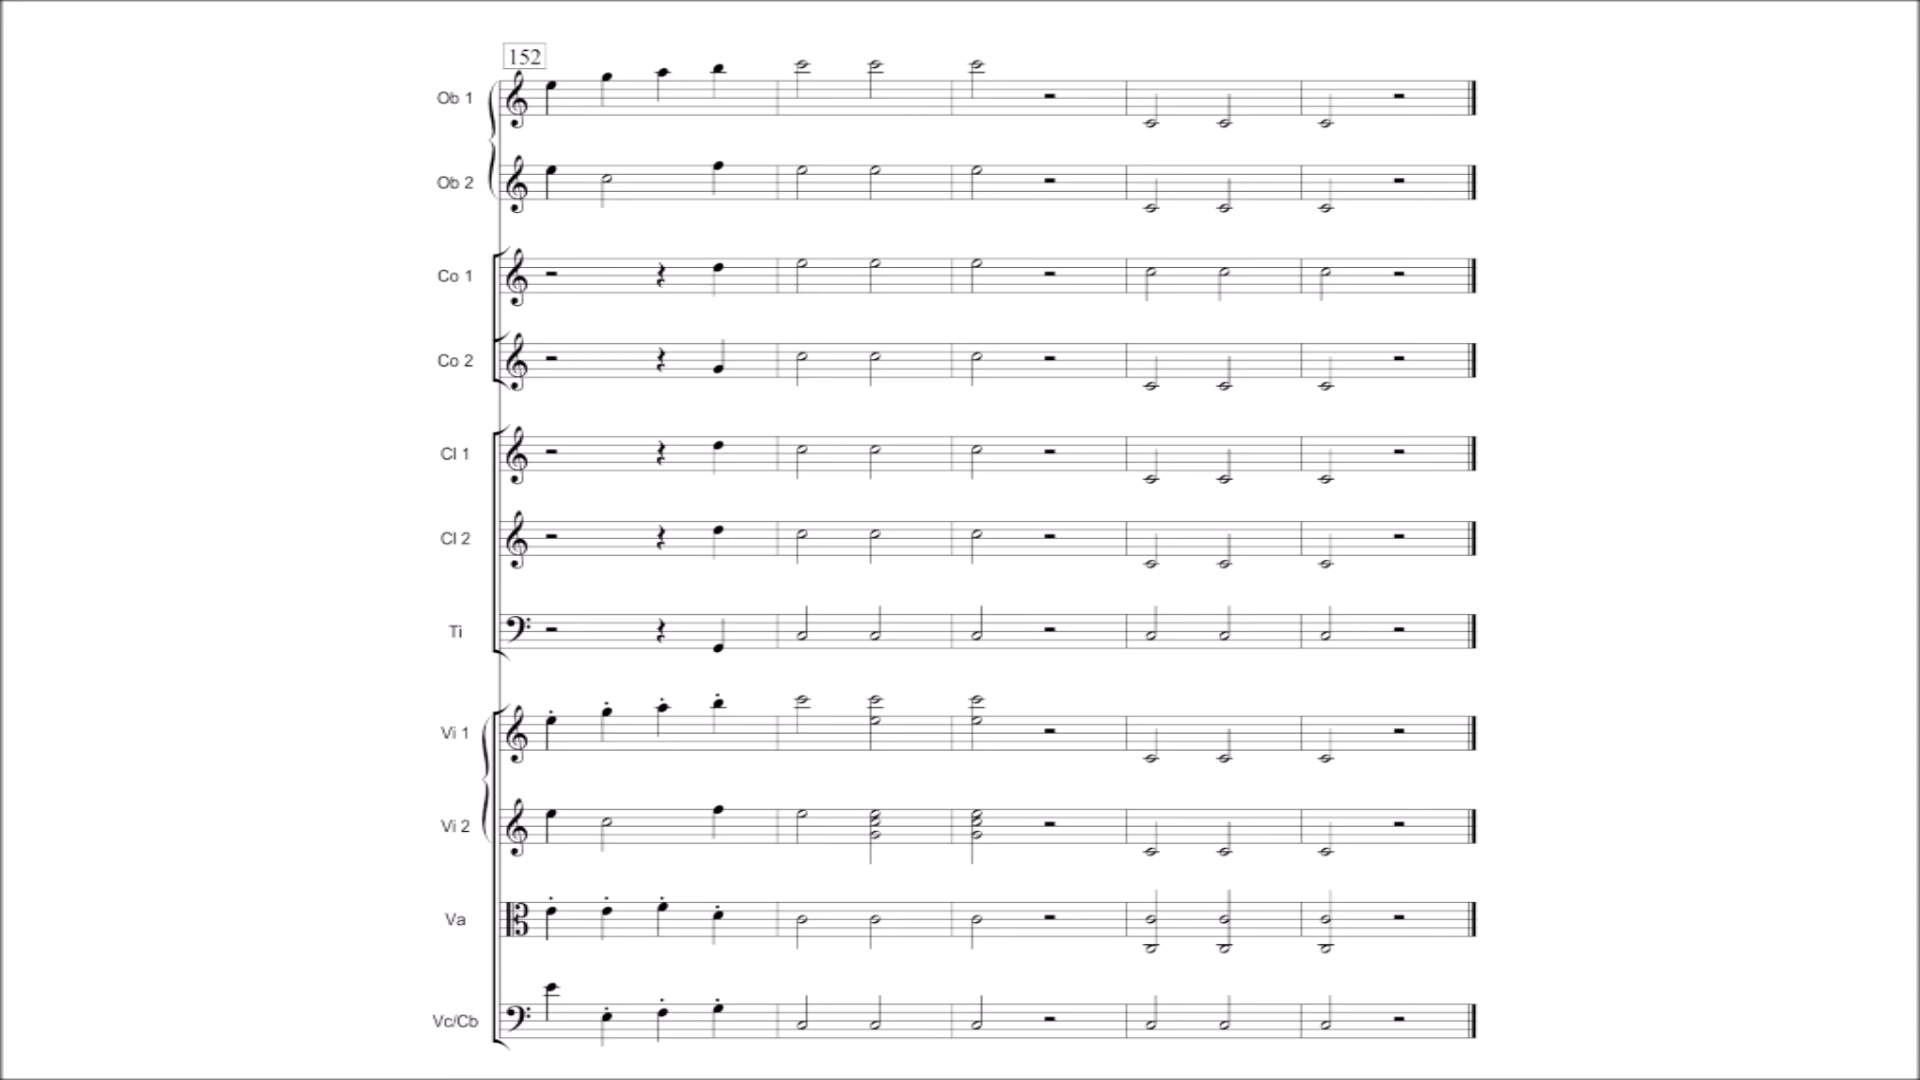 152
Ob 1
Ob 2
Co 1
Co 2
Cl 1
Cl 2
Ti
Vi 1
Vi 2
Va
Vc/Cb